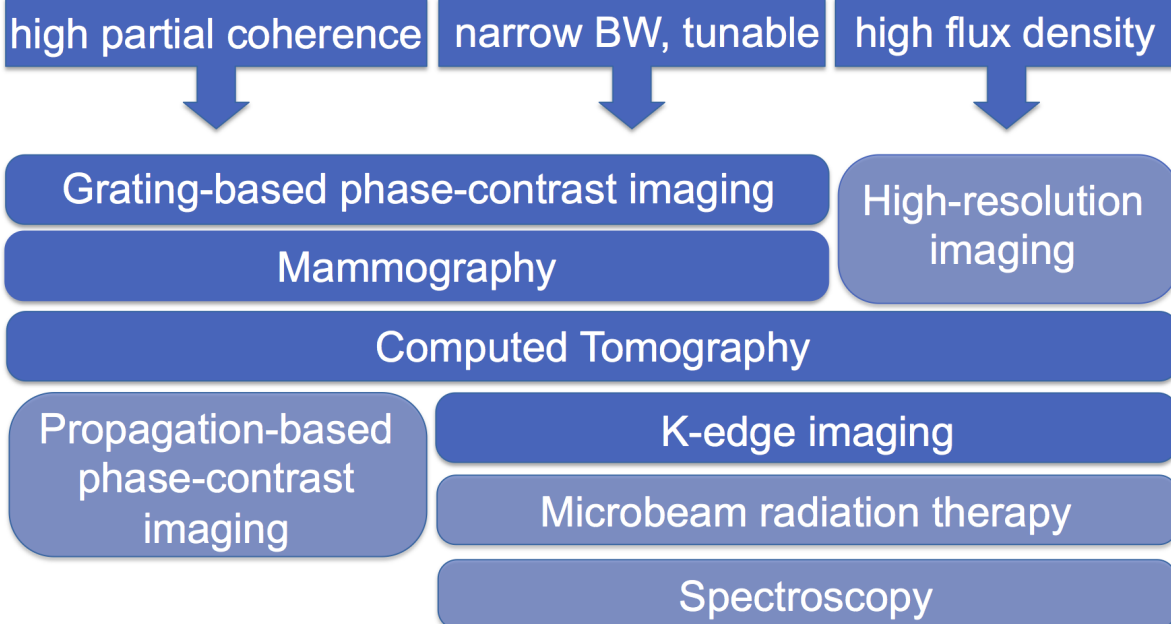 high partial coherence
narrow BW, tunable
high flux density
Grating-based phase-contrast imaging
High-resolution
imaging
Mammography
Computed Tomography
Propagation-based
phase-contrast
imaging
K-edge imaging
Microbeam radiation therapy
Spectroscopy